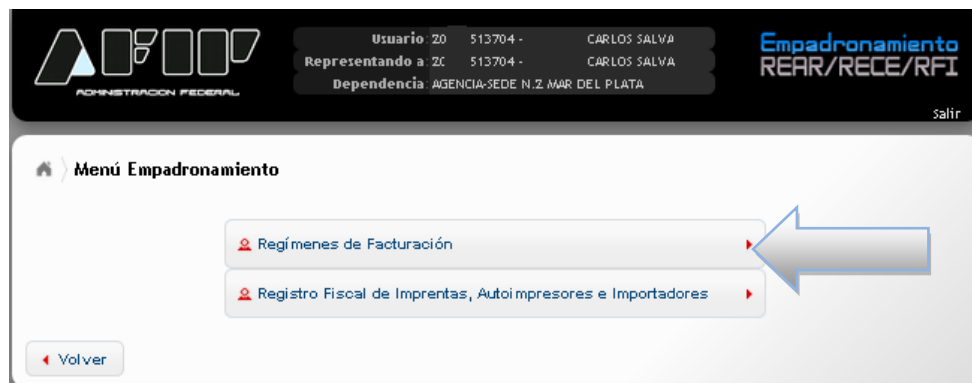 AFIP
ADMINISTRACION FEDERAL
Usuario: 20 513704 - CARLOS SALVA
Representando a: 20 513704 - CARLOS SALVA
Dependencia: AGENCIA-SEDE N.2 MAR DEL PLATA
Empadronamiento
REAR/RECE/RFI
Salir
Menú Empadronamiento
Regímenes de Facturación
Registro Fiscal de Imprentas, Autoimpresores e Importadores
Volver